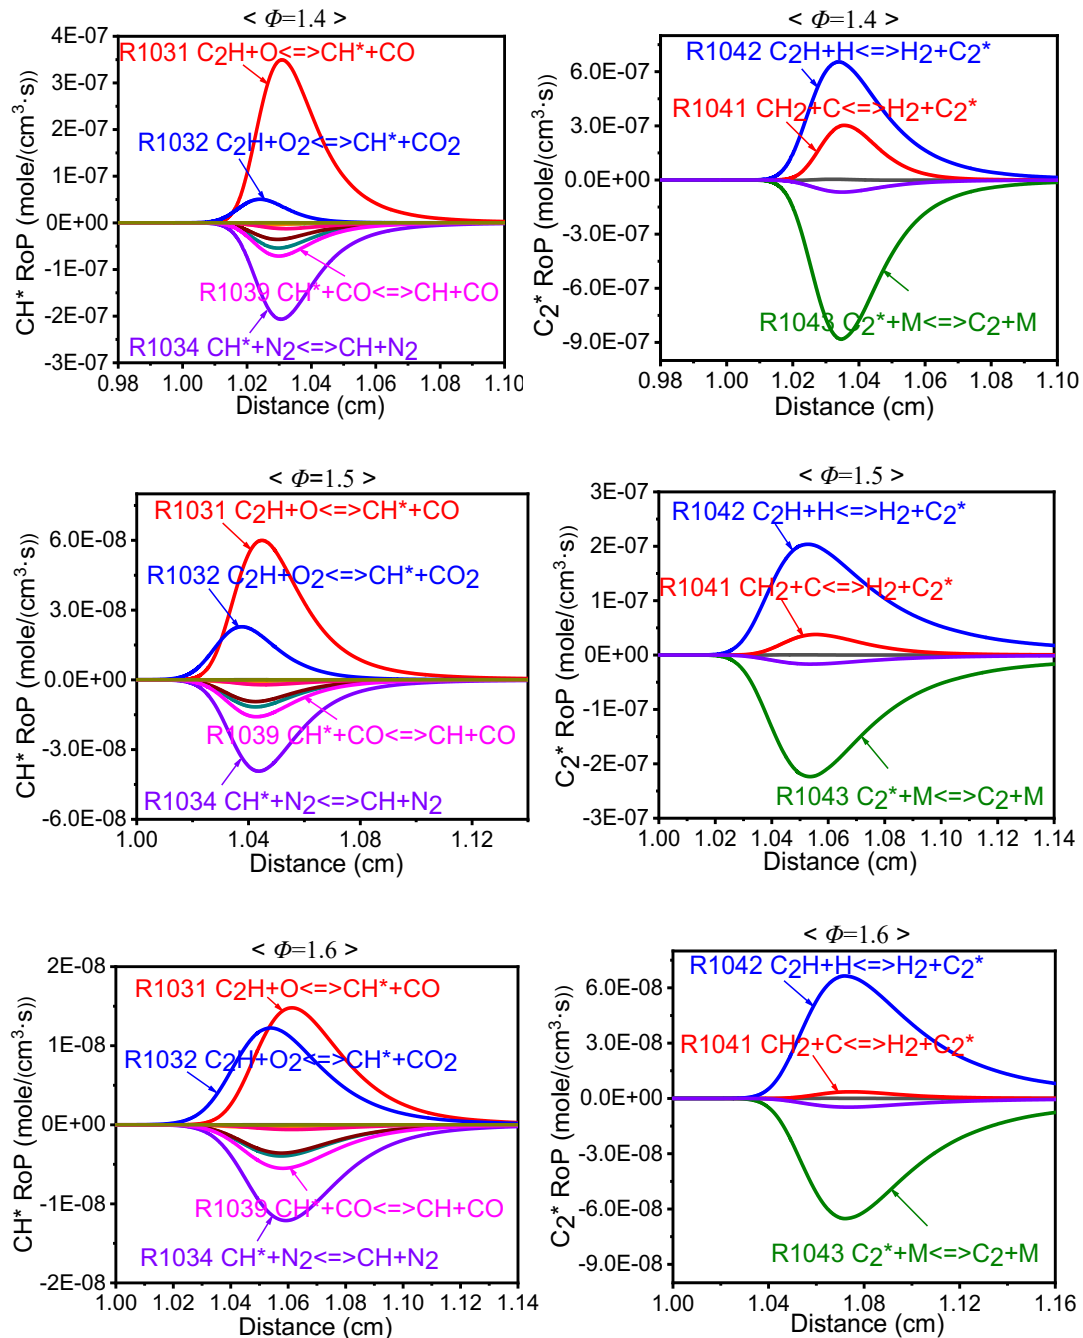 < Φ=1.4 >
4E-07
3E-07
2E-07
1E-07
0E+00
-1E-07
-2E-07
-3E-07
CH* RoP (mole/(cm³·s))
R1031 C₂H+O<=>CH*+CO
R1032 C₂H+O₂<=>CH*+CO₂
R1039 CH*+CO<=>CH+CO
R1034 CH*+N₂<=>CH+N₂
0.98 1.00 1.02 1.04 1.06 1.08 1.10
Distance (cm)
< Φ=1.4 >
6.0E-07
3.0E-07
0.0E+00
-3.0E-07
-6.0E-07
-9.0E-07
C₂* RoP (mole/(cm³·s))
R1042 C₂H+H<=>H₂+C₂*
R1041 CH₂+C<=>H₂+C₂*
R1043 C₂*+M<=>C₂+M
0.98 1.00 1.02 1.04 1.06 1.08 1.10
Distance (cm)
< Φ=1.5 >
6.0E-08
3.0E-08
0.0E+00
-3.0E-08
-6.0E-08
CH* RoP (mole/(cm³·s))
R1031 C₂H+O<=>CH*+CO
R1032 C₂H+O₂<=>CH*+CO₂
R1039 CH*+CO<=>CH+CO
R1034 CH*+N₂<=>CH+N₂
1.00 1.02 1.04 1.06 1.08 1.10 1.12
Distance (cm)
< Φ=1.5 >
3E-07
2E-07
1E-07
0E+00
-1E-07
-2E-07
-3E-07
C₂* RoP (mole/(cm³·s))
R1042 C₂H+H<=>H₂+C₂*
R1041 CH₂+C<=>H₂+C₂*
R1043 C₂*+M<=>C₂+M
1.00 1.02 1.04 1.06 1.08 1.10 1.12 1.14
Distance (cm)
< Φ=1.6 >
2E-08
1E-08
0E+00
-1E-08
-2E-08
CH* RoP (mole/(cm³·s))
R1031 C₂H+O<=>CH*+CO
R1032 C₂H+O₂<=>CH*+CO₂
R1039 CH*+CO<=>CH+CO
R1034 CH*+N₂<=>CH+N₂
1.00 1.02 1.04 1.06 1.08 1.10 1.12 1.14
Distance (cm)
< Φ=1.6 >
6.0E-08
3.0E-08
0.0E+00
-3.0E-08
-6.0E-08
-9.0E-08
C₂* RoP (mole/(cm³·s))
R1042 C₂H+H<=>H₂+C₂*
R1041 CH₂+C<=>H₂+C₂*
R1043 C₂*+M<=>C₂+M
1.00 1.04 1.08 1.12 1.16
Distance (cm)